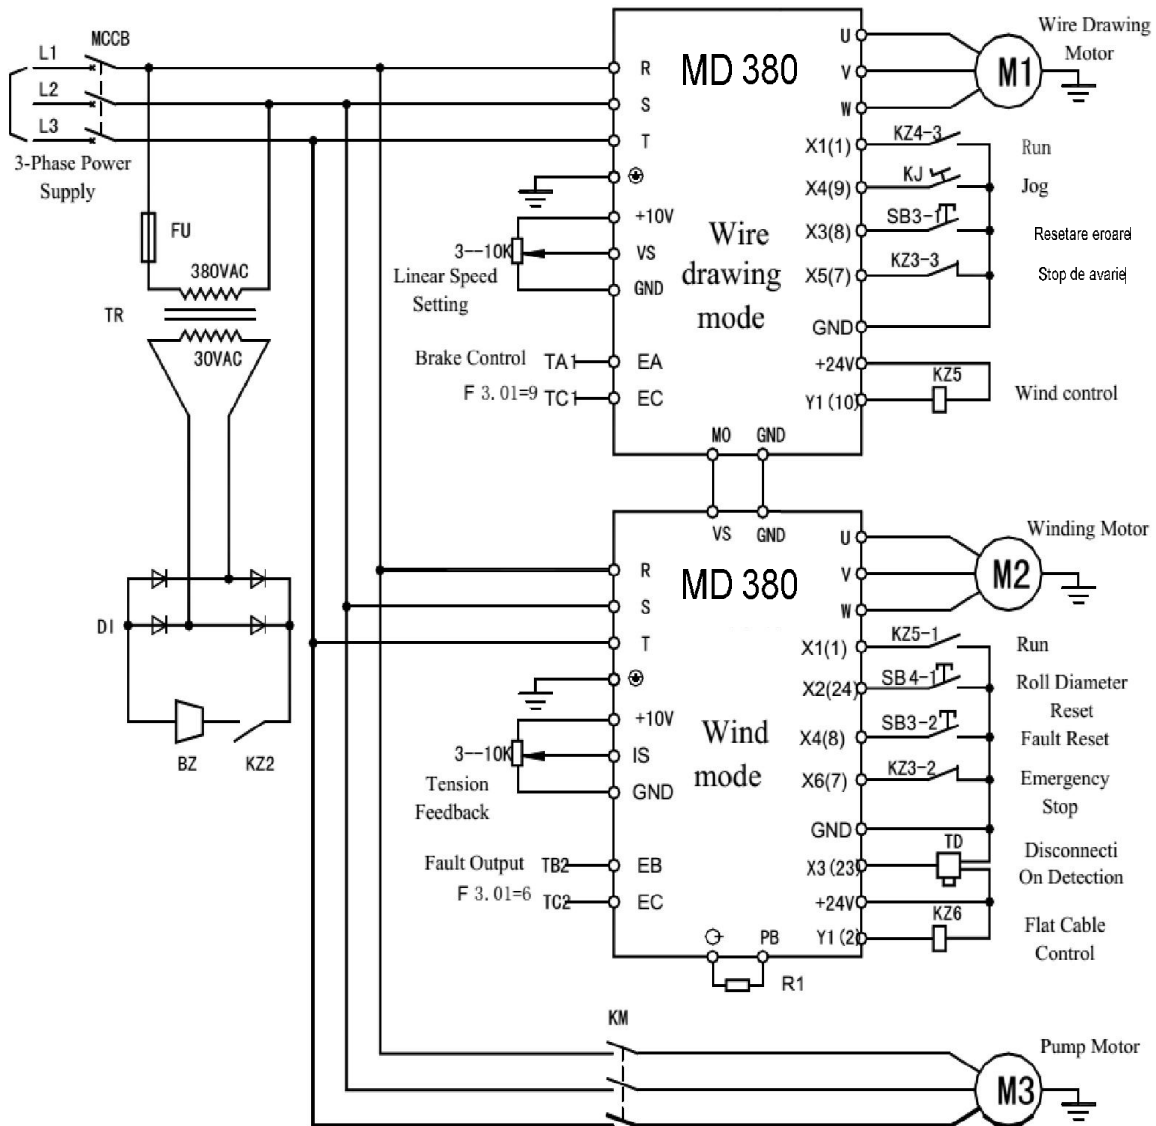 L1
MCCB
L2
L3
3-Phase Power
Supply
FU
380VAC
TR
30VAC
DI
BZ
KZ2
MD 380
R
S
T
+10V
3--10K
VS
Linear Speed
Setting
GND
Brake Control
TA1
EA
F 3.01=9
TC1
EC
Wire
drawing
mode
U
V
W
Wire Drawing
Motor
M1
X1(1)
KZ4-3
Run
X4(9)
KJ
Jog
X3(8)
SB3-1
Resetare eroare
X5(7)
KZ3-3
Stop de avarie
GND
+24V
KZ5
Y1(10)
Wind control
MO
GND
VS
GND
MD 380
R
S
T
+10V
3--10K
IS
Tension
Feedback
GND
Fault Output
TB2
EB
F 3.01=6
TC2
EC
Wind
mode
U
V
W
Winding Motor
M2
X1(1)
KZ5-1
Run
X2(24)
SB4-1
Roll Diameter
Reset
X4(8)
SB3-2
Fault Reset
X6(7)
KZ3-2
Emergency
Stop
GND
TD
X3(23)
Disconnecti
On Detection
+24V
KZ6
Y1(2)
Flat Cable
Control
+
PB
R1
KM
Pump Motor
M3